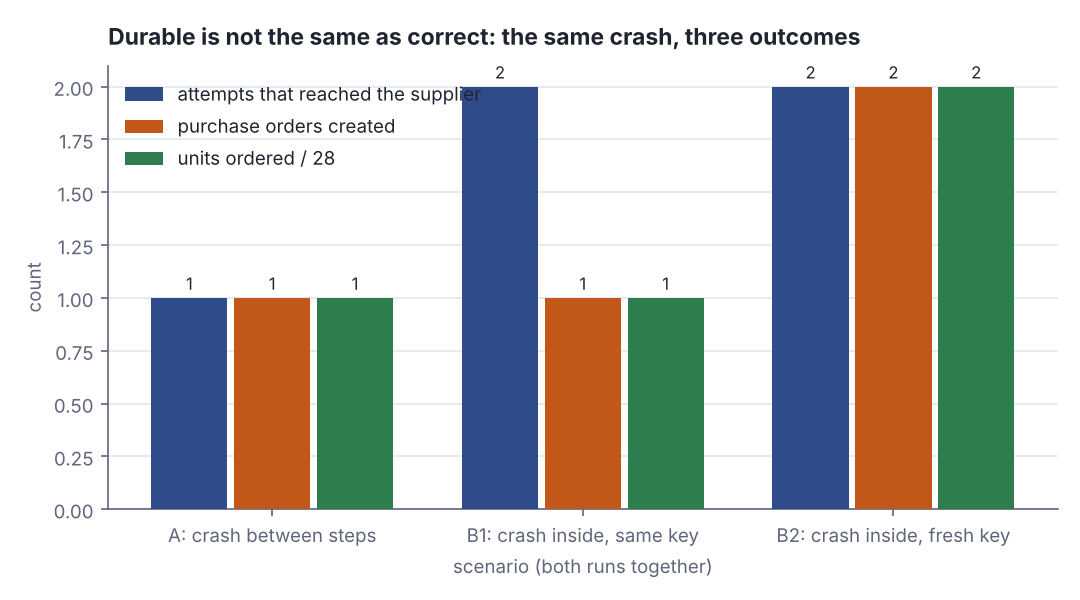 Durable is not the same as correct: the same crash, three outcomes
attempts that reached the supplier
purchase orders created
units ordered / 28
count
2.00
1.75
1.50
1.25
1.00
0.75
0.50
0.25
0.00
1
1
1
2
1
1
2
2
2
A: crash between steps
B1: crash inside, same key
B2: crash inside, fresh key
scenario (both runs together)